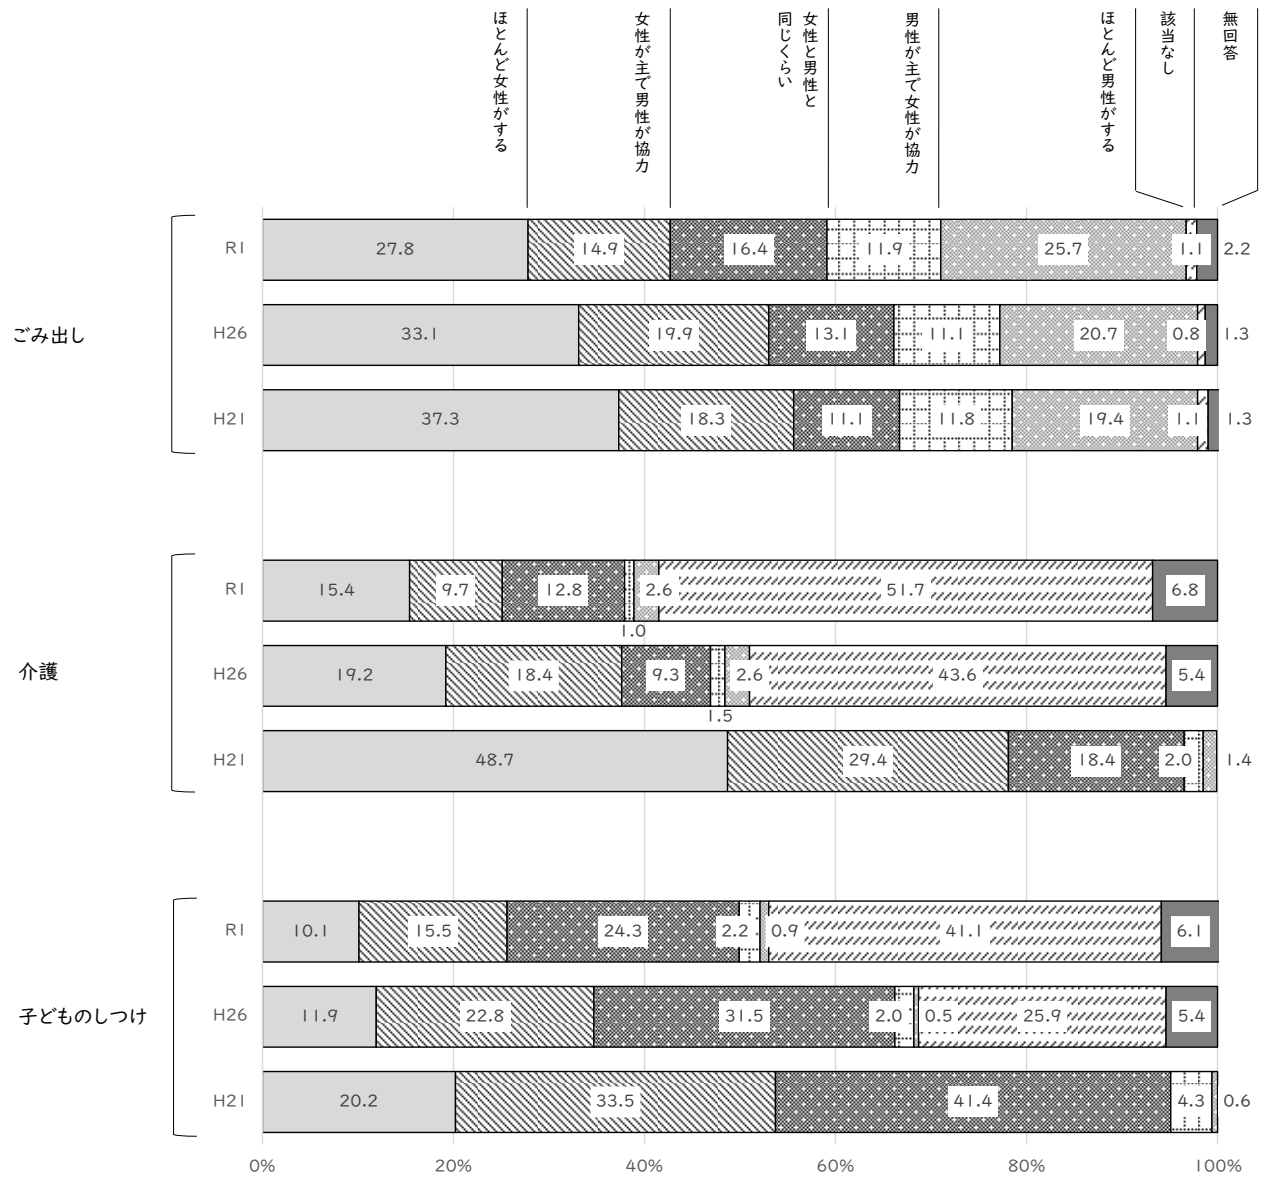 ほとんど女性がする
女性が主で男性が協力
女性と男性と
同じくらい
男性が主で女性が協力
ほとんど男性がする
該当なし
無回答
ごみ出し
R1 27.8 14.9 16.4 11.9 25.7 1.1 2.2
H26 33.1 19.9 13.1 11.1 20.7 0.8 1.3
H21 37.3 18.3 11.1 11.8 19.4 1.1 1.3
介護
R1 15.4 9.7 12.8 1.0 2.6 51.7 6.8
H26 19.2 18.4 9.3 1.5 2.6 43.6 5.4
H21 48.7 29.4 18.4 2.0 1.4
子どものしつけ
R1 10.1 15.5 24.3 2.2 0.9 41.1 6.1
H26 11.9 22.8 31.5 2.0 0.5 25.9 5.4
H21 20.2 33.5 41.4 4.3 0.6
0% 20% 40% 60% 80% 100%